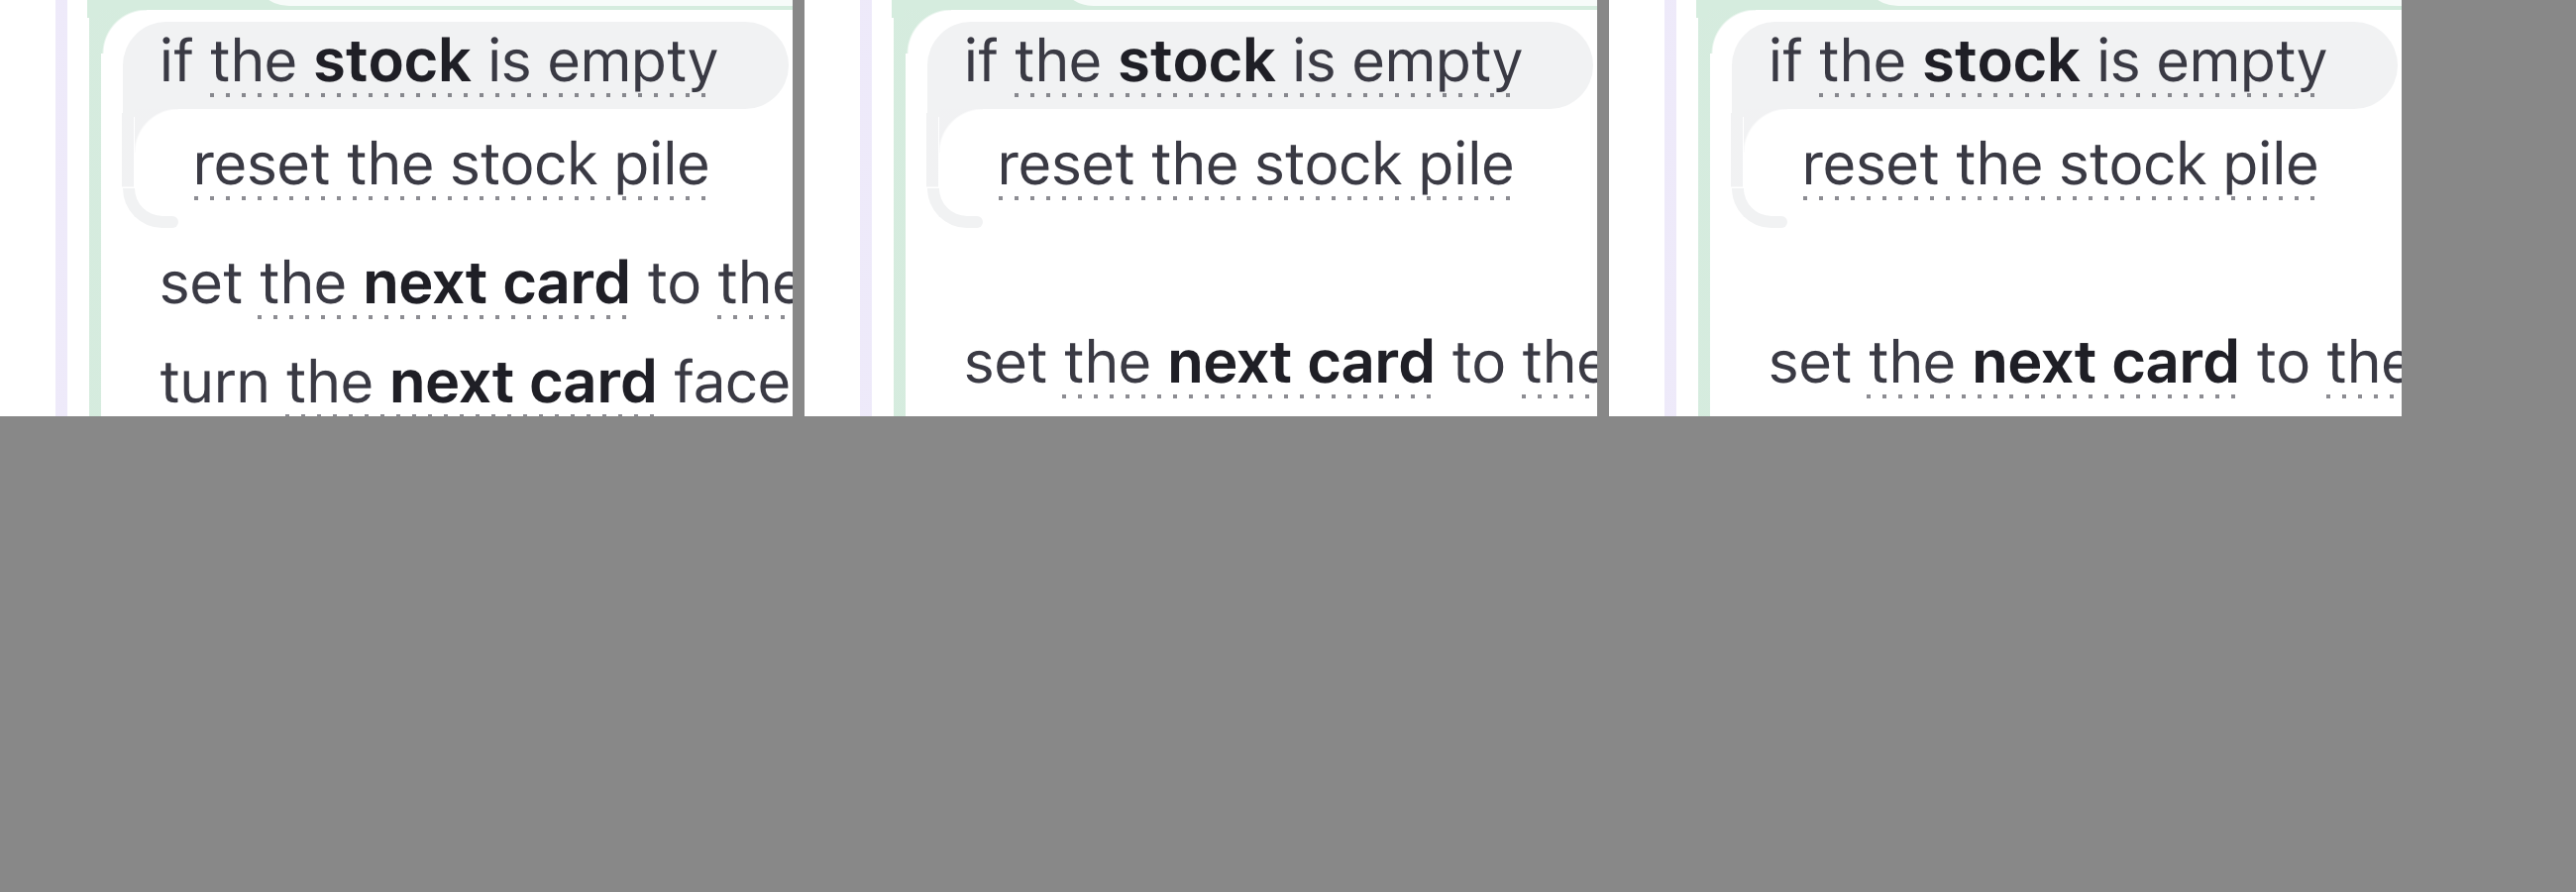 if the stock is empty
reset the stock pile
set the next card to the
turn the next card face
if the stock is empty
reset the stock pile
set the next card to the
if the stock is empty
reset the stock pile
set the next card to the